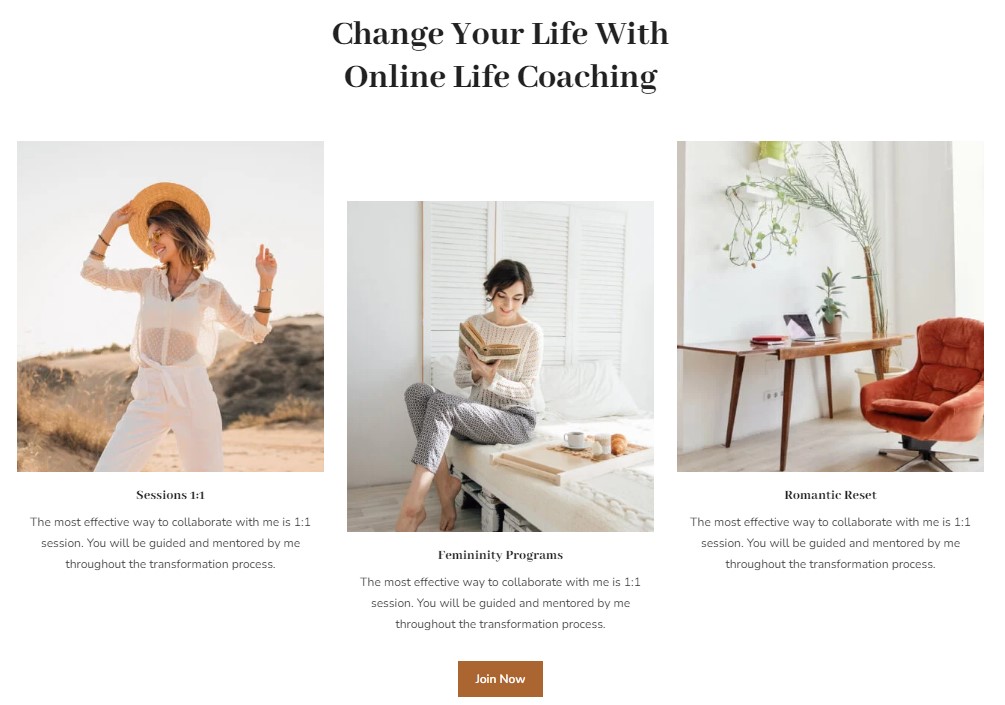 Change Your Life With
Online Life Coaching
Sessions 1:1
The most effective way to collaborate with me is 1:1
session. You will be guided and mentored by me
throughout the transformation process.
Femininity Programs
The most effective way to collaborate with me is 1:1
session. You will be guided and mentored by me
throughout the transformation process.
Romantic Reset
The most effective way to collaborate with me is 1:1
session. You will be guided and mentored by me
throughout the transformation process.
Join Now